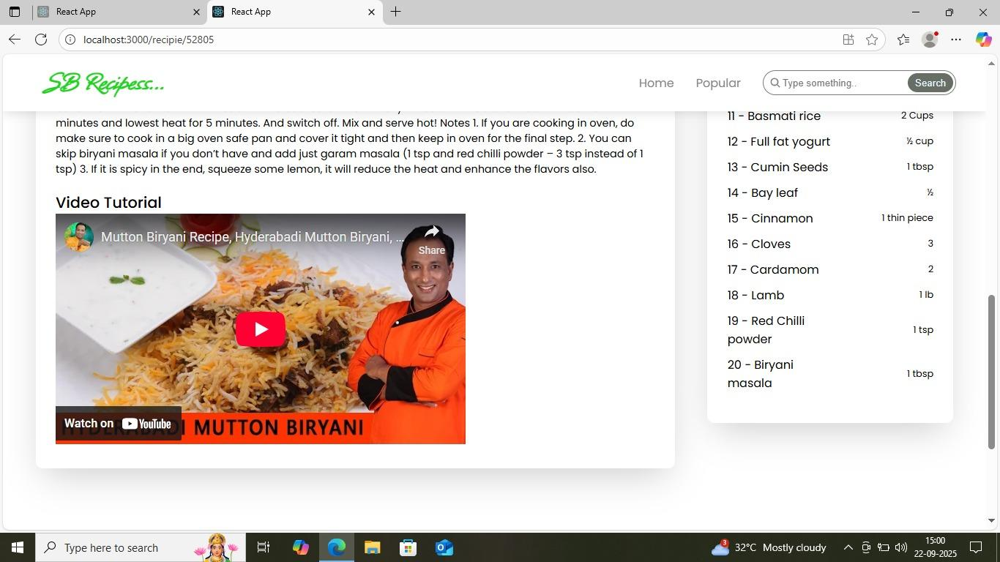 React App
React App
localhost:3000/recipie/52805
SB Recipess...
Home
Popular
Type something..
Search
minutes and lowest heat for 5 minutes. And switch off. Mix and serve hot! Notes 1. If you are cooking in oven, do
make sure to cook in a big oven safe pan and cover it tight and then keep in oven for the final step. 2. You can
skip biryani masala if you don’t have and add just garam masala (1 tsp and red chilli powder – 3 tsp instead of 1
tsp) 3. If it is spicy in the end, squeeze some lemon, it will reduce the heat and enhance the flavors also.
Video Tutorial
Mutton Biryani Recipe, Hyderabadi Mutton Biryani, ...
Share
Watch on YouTube
HYDERABADI MUTTON BIRYANI
11 - Basmati rice 2 Cups
12 - Full fat yogurt ½ cup
13 - Cumin Seeds 1 tbsp
14 - Bay leaf ½
15 - Cinnamon 1 thin piece
16 - Cloves 3
17 - Cardamom 2
18 - Lamb 1 lb
19 - Red Chilli
powder 1 tsp
20 - Biryani
masala 1 tbsp
Type here to search
3
32°C Mostly cloudy
15:00
22-09-2025